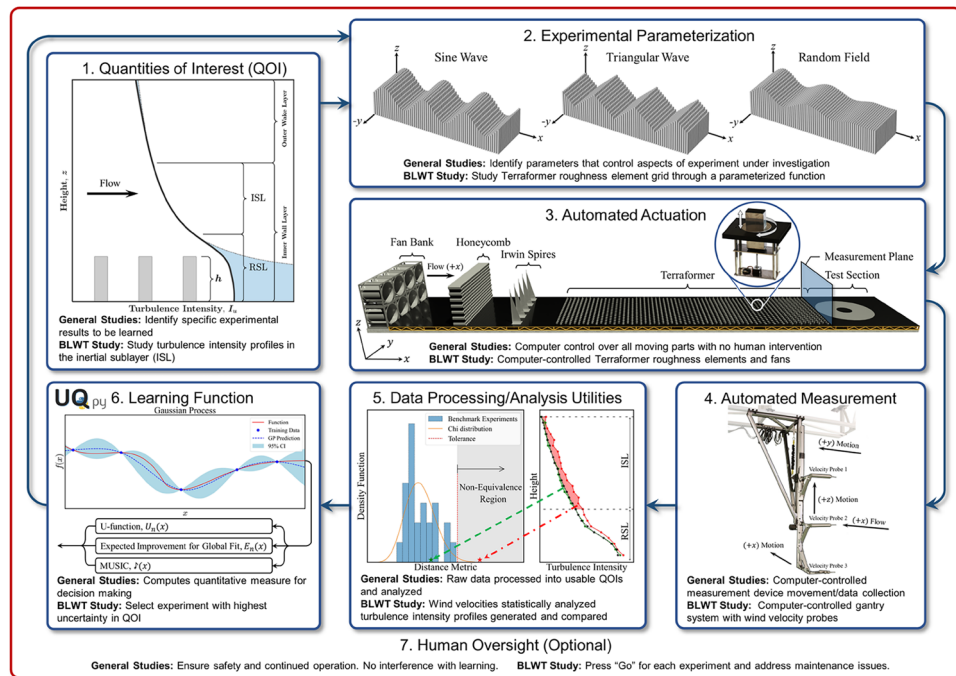 1. Quantities of Interest (QOI)
Height, z
Flow
Outer Wake Layer
ISL
Inner Wall Layer
RSL
h
Turbulence Intensity, Iu
General Studies: Identify specific experimental
results to be learned
BLWT Study: Study turbulence intensity profiles in
the inertial sublayer (ISL)
2. Experimental Parameterization
Sine Wave
Triangular Wave
Random Field
z
z
z
-y
x
-y
x
-y
x
General Studies: Identify parameters that control aspects of experiment under investigation
BLWT Study: Study Terraformer roughness element grid through a parameterized function
3. Automated Actuation
Fan Bank
Honeycomb
Flow (+x)
Irwin Spires
Terraformer
Measurement Plane
Test Section
z
y
x
General Studies: Computer control over all moving parts with no human intervention
BLWT Study: Computer-controlled Terraformer roughness elements and fans
4. Automated Measurement
(+y) Motion
Velocity Probe 1
(+z) Motion
Velocity Probe 2
(+x) Flow
(+x) Motion
Velocity Probe 3
General Studies: Computer-controlled
measurement device movement/data collection
BLWT Study: Computer-controlled gantry
system with wind velocity probes
5. Data Processing/Analysis Utilities
Benchmark Experiments
Chi distribution
Tolerance
Non-Equivalence
Region
Density Function
Distance Metric
Height
ISL
RSL
Turbulence Intensity
General Studies: Raw data processed into usable QOIs
and analyzed
BLWT Study: Wind velocities statistically analyzed
turbulence intensity profiles generated and compared
UQpy
6. Learning Function
Gaussian Process
Function
Training Data
GP Prediction
95% CI
f(x)
x
U-function, Un(x)
Expected Improvement for Global Fit, En(x)
MUSIC, ♪(x)
General Studies: Computes quantitative measure for
decision making
BLWT Study: Select experiment with highest
uncertainty in QOI
7. Human Oversight (Optional)
General Studies: Ensure safety and continued operation. No interference with learning. BLWT Study: Press “Go” for each experiment and address maintenance issues.